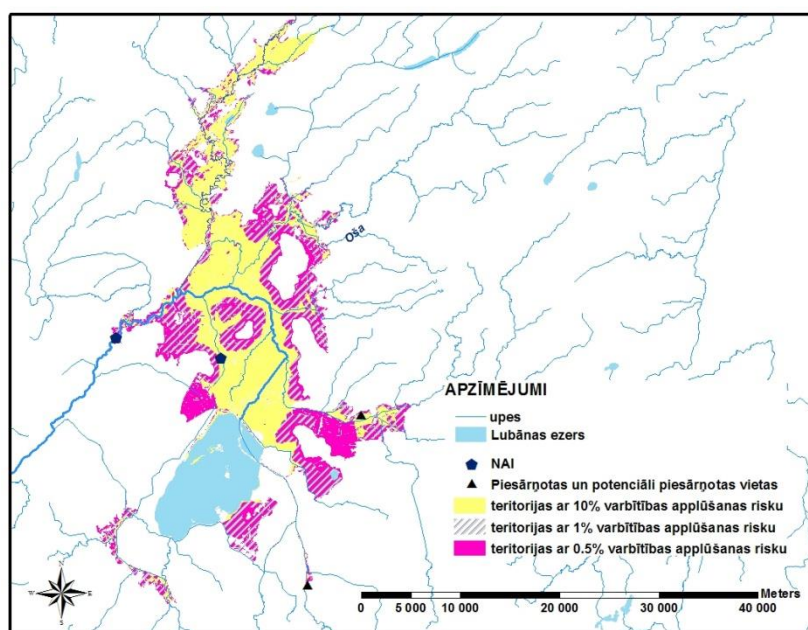 Oša
APZĪMĒJUMI
upes
Lubānas ezers
NAI
Piesārņotas un potenciāli piesārņotas vietas
teritorijas ar 10% varbītības applūšanas risku
teritorijas ar 1% varbītības applūšanas risku
teritorijas ar 0.5% varbītības applūšanas risku
N
W E
S
Meters
0 5 000 10 000 20 000 30 000 40 000